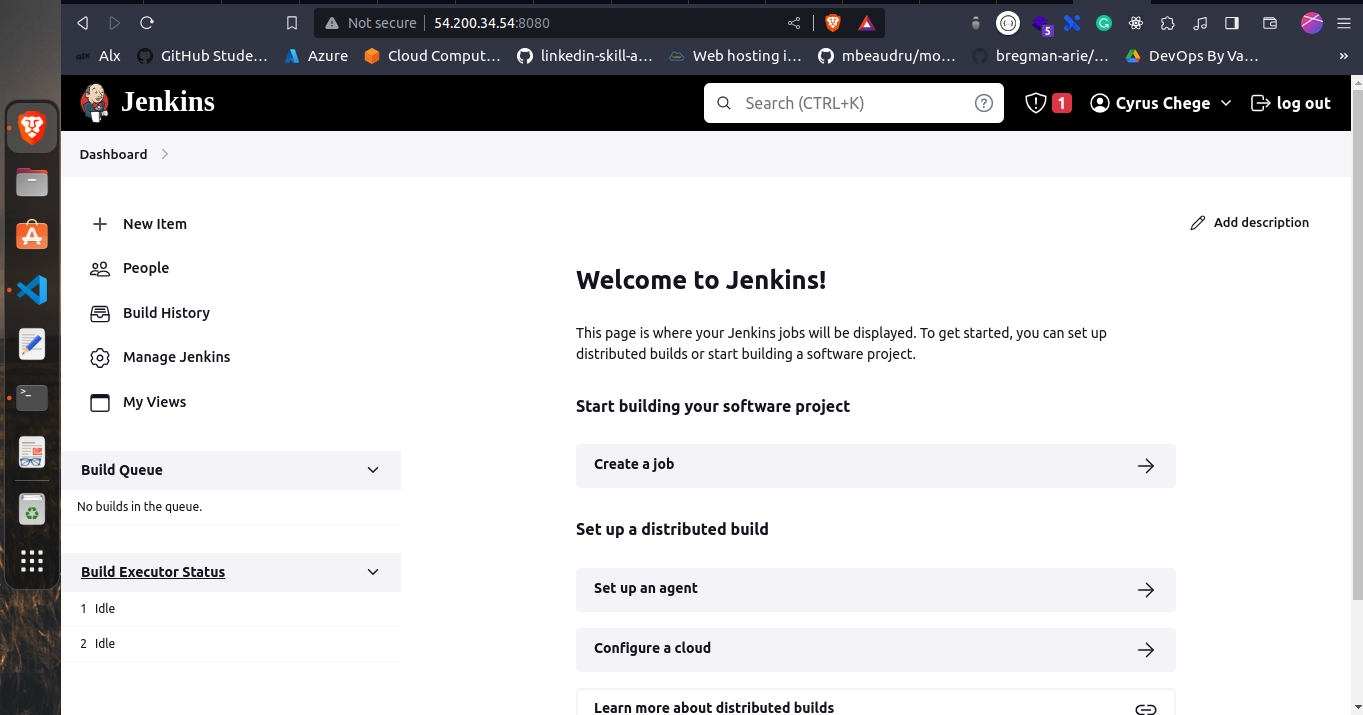 Not secure 54.200.34.54:8080
5
Alx GitHub Stude... Azure Cloud Comput... linkedin-skill-a... Web hosting i... mbeaudru/mo... bregman-arie/... DevOps By Va... »
Jenkins Search (CTRL+K) ? 1 Cyrus Chege log out
Dashboard
New Item
Add description
People
Build History
Manage Jenkins
My Views
Build Queue
No builds in the queue.
Build Executor Status
1 Idle
2 Idle
Welcome to Jenkins!
This page is where your Jenkins jobs will be displayed. To get started, you can set up
distributed builds or start building a software project.
Start building your software project
Create a job
Set up a distributed build
Set up an agent
Configure a cloud
Learn more about distributed builds